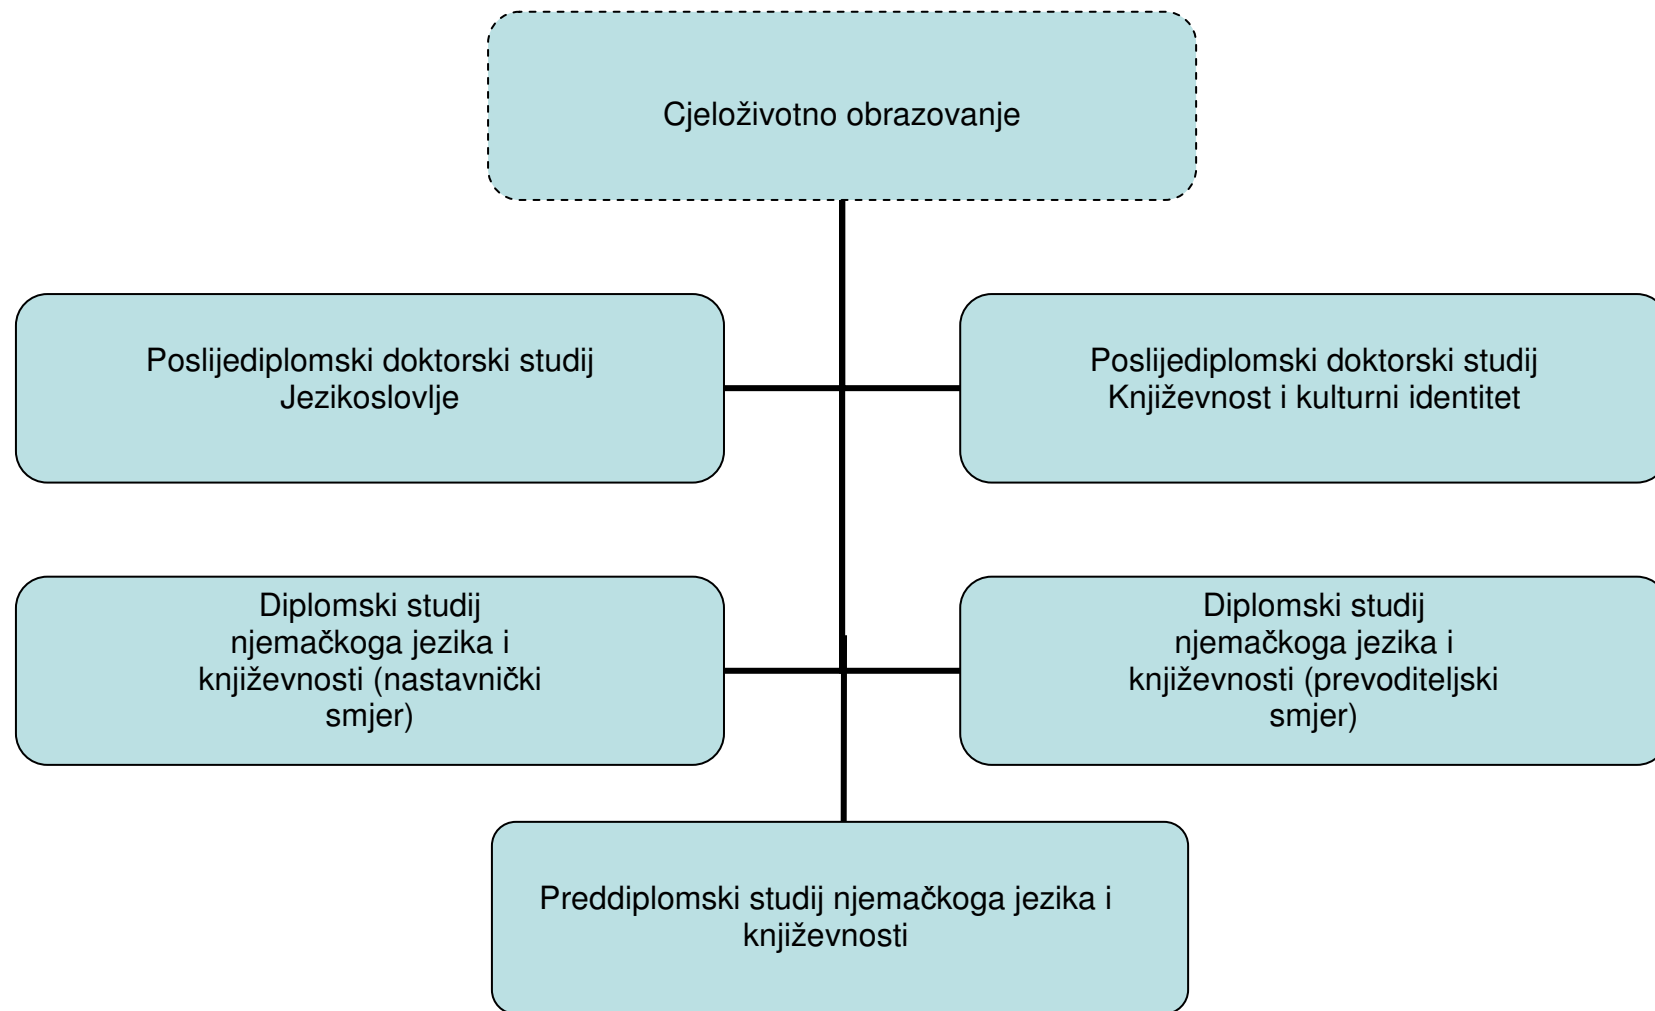 Cjeloživotno obrazovanje
Poslijediplomski doktorski studij
Jezikoslovlje
Poslijediplomski doktorski studij
Književnost i kulturni identitet
Diplomski studij
njemačkoga jezika i
književnosti (nastavnički
smjer)
Diplomski studij
njemačkoga jezika i
književnosti (prevoditeljski
smjer)
Preddiplomski studij njemačkoga jezika i
književnosti